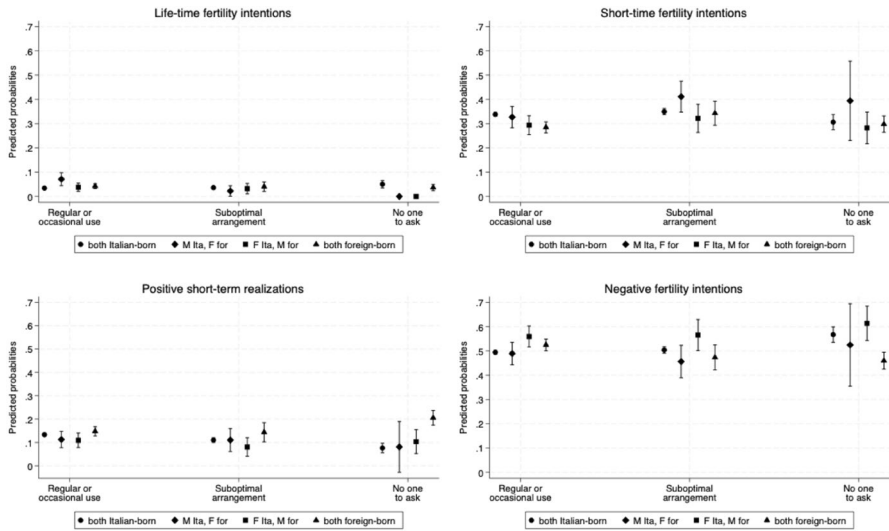 Life-time fertility intentions
Predicted probabilities
.7
.6
.5
.4
.3
.2
.1
0
Regular or
occasional use
Suboptimal
arrangement
No one
to ask
both Italian-born M Ita, F for F Ita, M for both foreign-born
Short-time fertility intentions
Predicted probabilities
.7
.6
.5
.4
.3
.2
.1
0
Regular or
occasional use
Suboptimal
arrangement
No one
to ask
both Italian-born M Ita, F for F Ita, M for both foreign-born
Positive short-term realizations
Predicted probabilities
.7
.6
.5
.4
.3
.2
.1
0
Regular or
occasional use
Suboptimal
arrangement
No one
to ask
both Italian-born M Ita, F for F Ita, M for both foreign-born
Negative fertility intentions
Predicted probabilities
.7
.6
.5
.4
.3
.2
.1
0
Regular or
occasional use
Suboptimal
arrangement
No one
to ask
both Italian-born M Ita, F for F Ita, M for both foreign-born